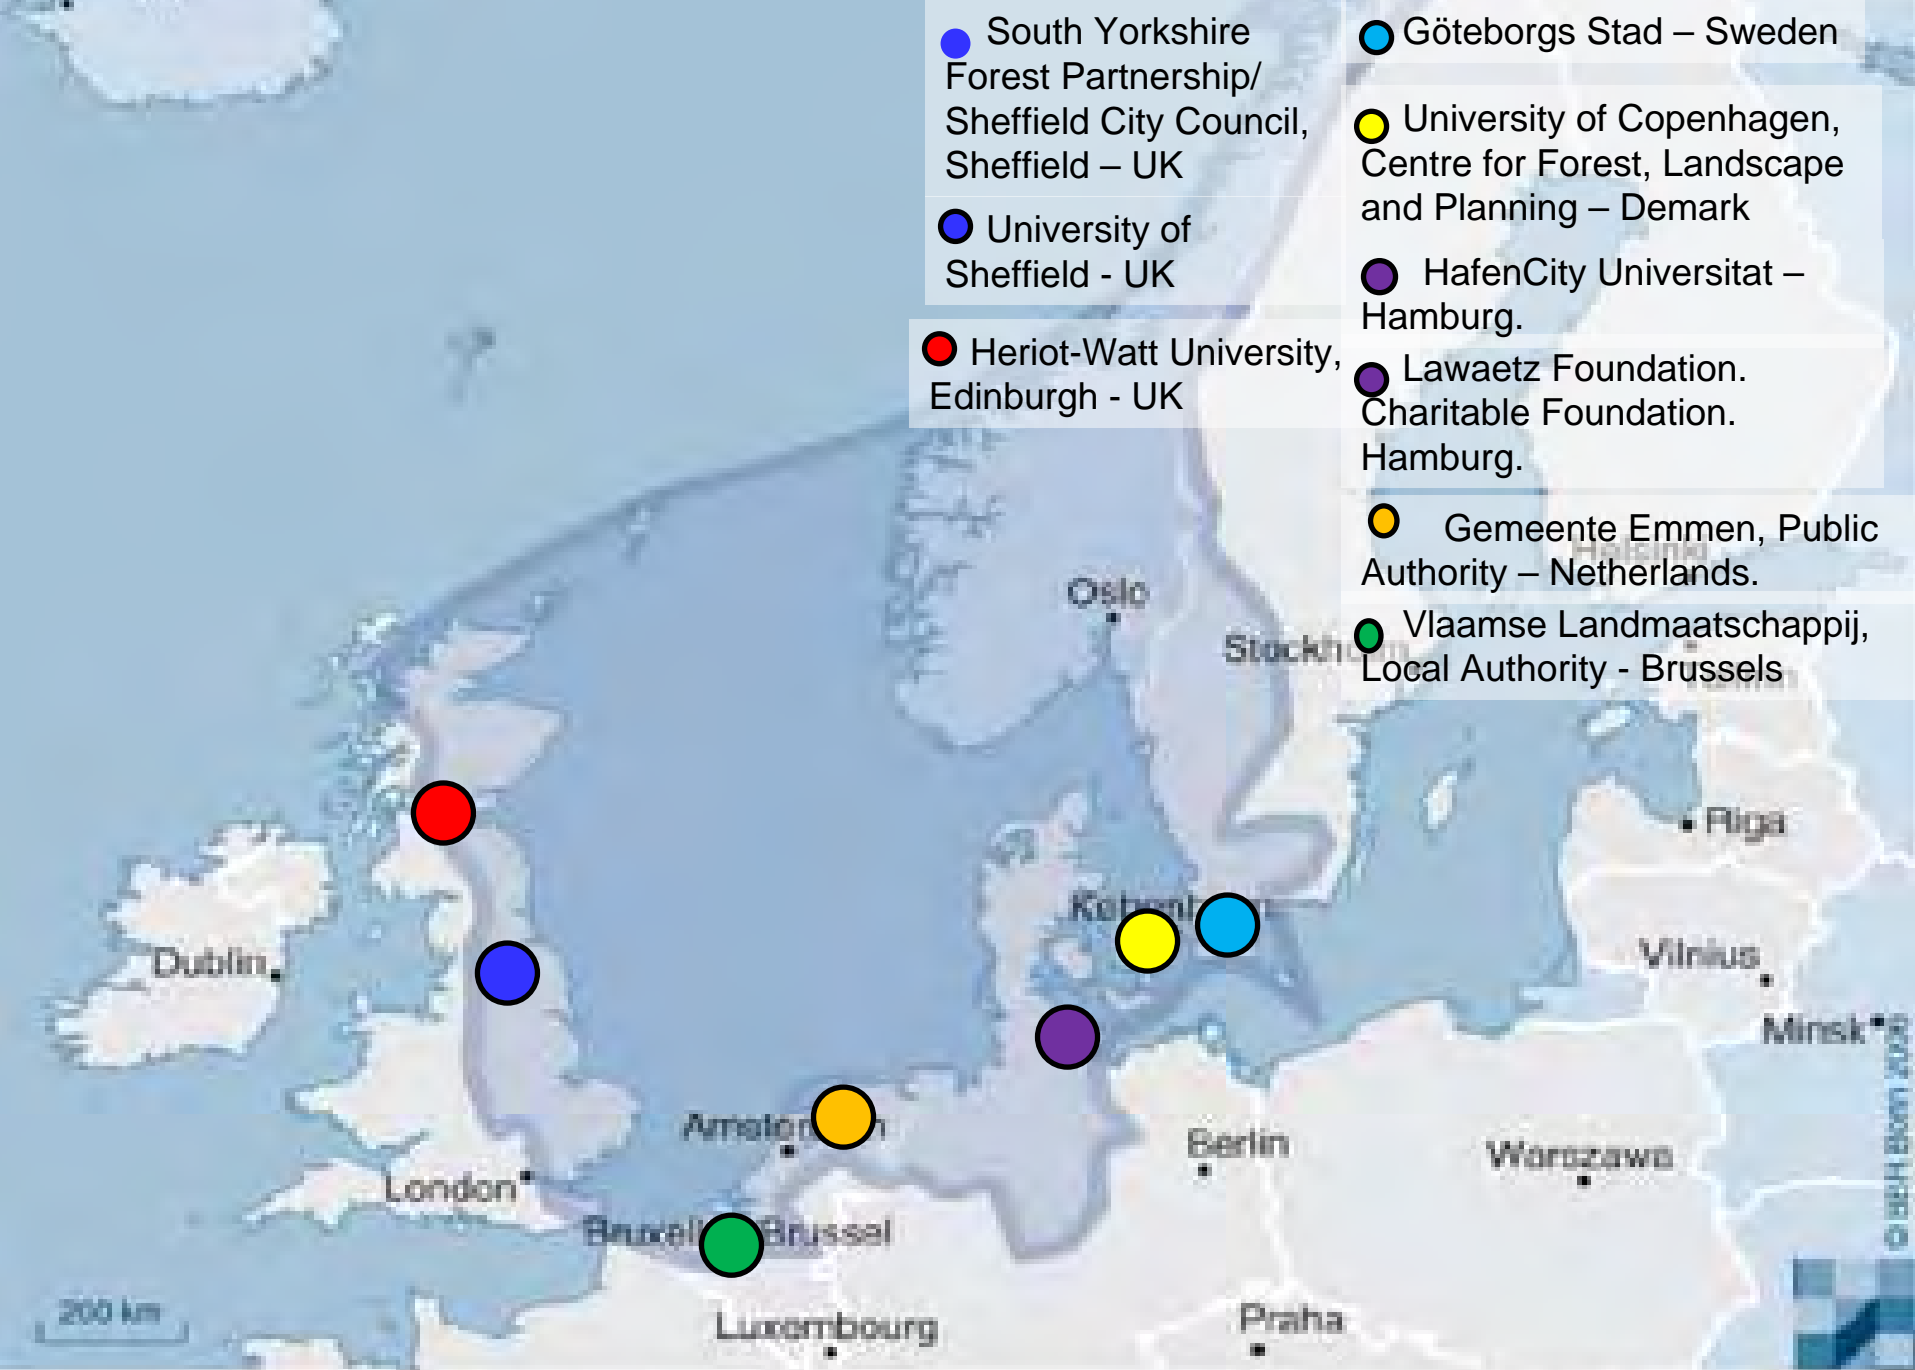 South Yorkshire
Forest Partnership/
Sheffield City Council,
Sheffield – UK
University of
Sheffield - UK
Heriot-Watt University,
Edinburgh - UK
Göteborgs Stad – Sweden
University of Copenhagen,
Centre for Forest, Landscape
and Planning – Demark
HafenCity Universitat –
Hamburg.
Lawaetz Foundation.
Charitable Foundation.
Hamburg.
Gemeente Emmen, Public
Authority – Netherlands.
Vlaamse Landmaatschappij,
Local Authority - Brussels
Helsinki
Oslo
Riga
Dublin
Vilnius
Minsk
Berlin
Warszawa
London
Brussel
Luxembourg
Praha
200 km